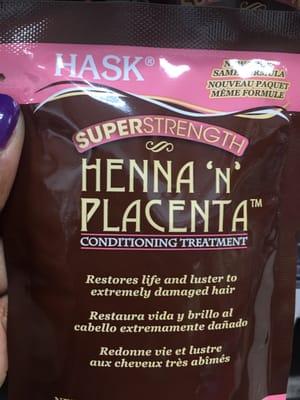 HASK®
SAME FORMULA
NOUVEAU PAQUET
MÊME FORMULE
SUPERSTRENGTH
HENNA 'N'
PLACENTA™
CONDITIONING TREATMENT
Restores life and luster to
extremely damaged hair
Restaura vida y brillo al
cabello extremamente dañado
Redonne vie et lustre
aux cheveux très abîmés